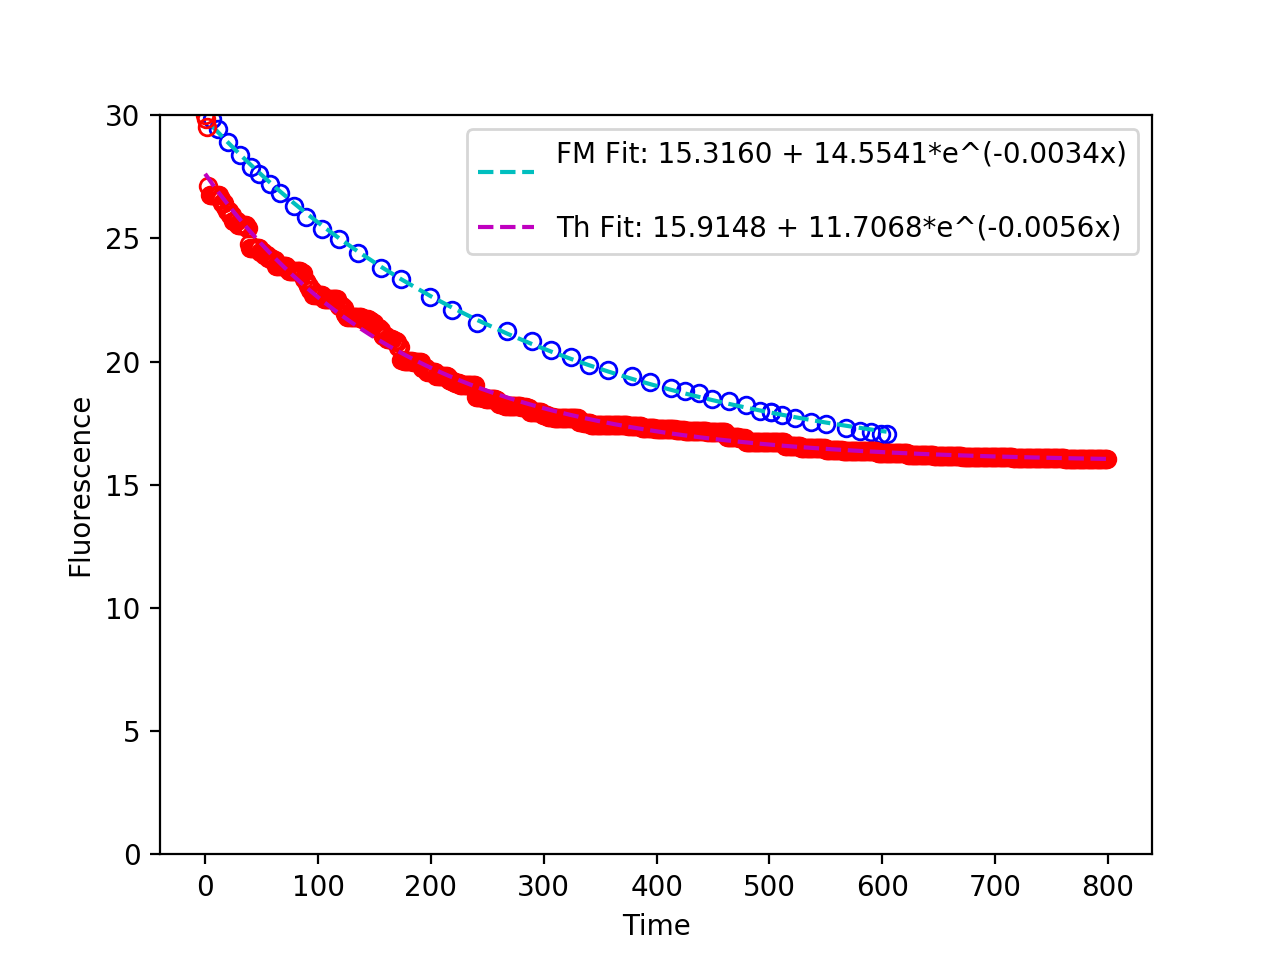 30
25
20
15
10
5
0
Fluorescence
FM Fit: 15.3160 + 14.5541*e^(-0.0034x)
Th Fit: 15.9148 + 11.7068*e^(-0.0056x)
0 100 200 300 400 500 600 700 800
Time